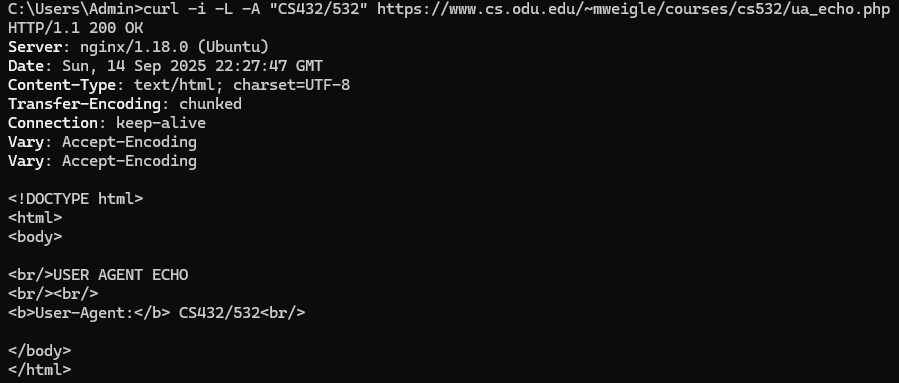 C:\Users\Admin>curl -i -L -A "CS432/532" https://www.cs.odu.edu/~mweigle/courses/cs532/ua_echo.php
HTTP/1.1 200 OK
Server: nginx/1.18.0 (Ubuntu)
Date: Sun, 14 Sep 2025 22:27:47 GMT
Content-Type: text/html; charset=UTF-8
Transfer-Encoding: chunked
Connection: keep-alive
Vary: Accept-Encoding
Vary: Accept-Encoding

<!DOCTYPE html>
<html>
<body>

<br/>USER AGENT ECHO
<br/><br/>
<b>User-Agent:</b> CS432/532<br/>

</body>
</html>